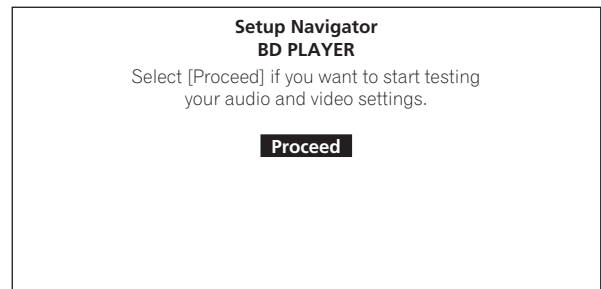 Setup Navigator
BD PLAYER
Select [Proceed] if you want to start testing
your audio and video settings.
Proceed